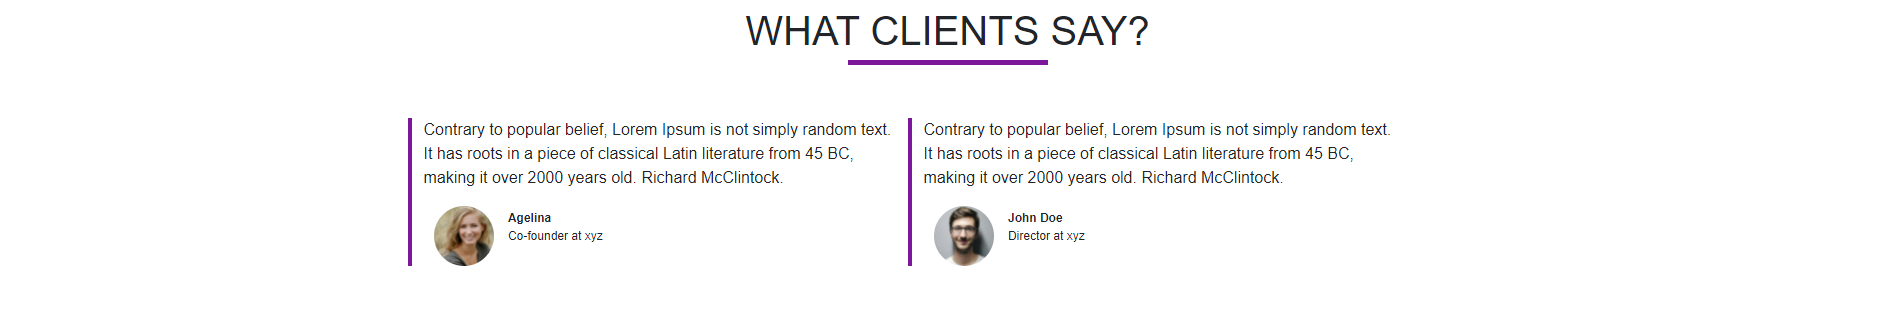 WHAT CLIENTS SAY?
Contrary to popular belief, Lorem Ipsum is not simply random text.
It has roots in a piece of classical Latin literature from 45 BC,
making it over 2000 years old. Richard McClintock.
Agelina
Co-founder at xyz
Contrary to popular belief, Lorem Ipsum is not simply random text.
It has roots in a piece of classical Latin literature from 45 BC,
making it over 2000 years old. Richard McClintock.
John Doe
Director at xyz